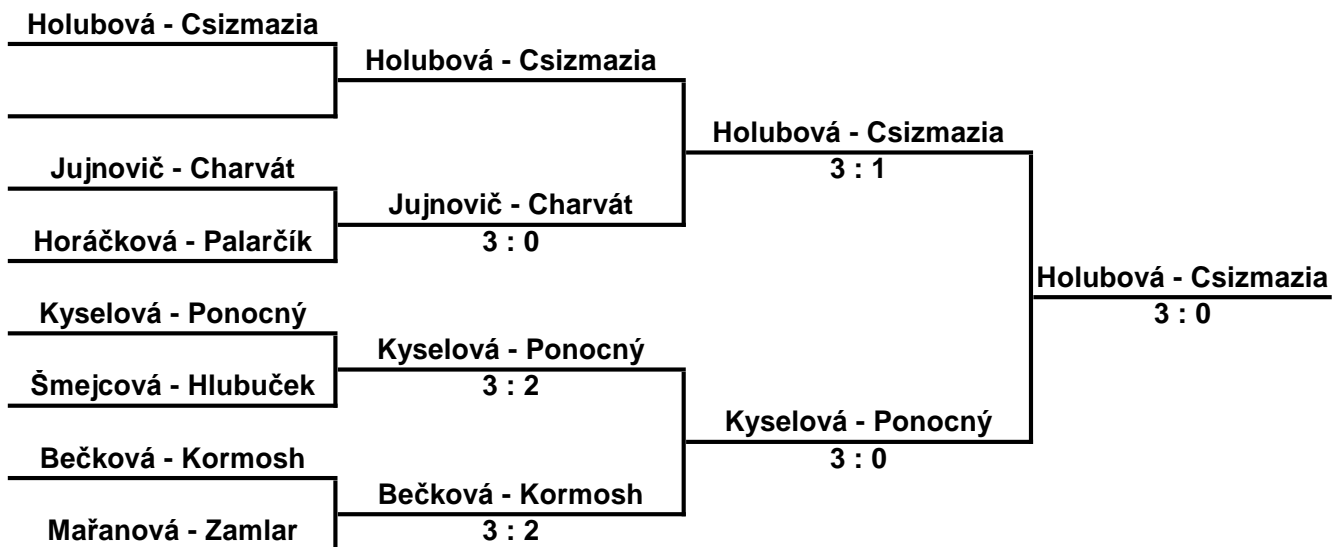 Holubová - Csizmazia
Holubová - Csizmazia
Holubová - Csizmazia
3 : 1
Jujnovič - Charvát
Jujnovič - Charvát
3 : 0
Horáčková - Palarčík
Holubová - Csizmazia
3 : 0
Kyselová - Ponocný
Kyselová - Ponocný
3 : 2
Šmejcová - Hlubuček
Kyselová - Ponocný
3 : 0
Bečková - Kormosh
Bečková - Kormosh
3 : 2
Mařanová - Zamlar